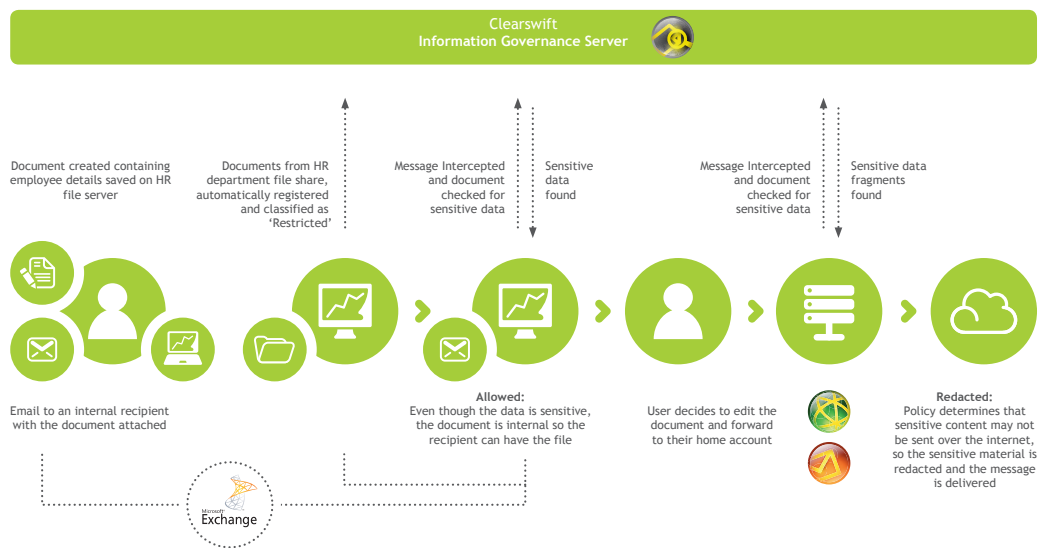 Clearswift
Information Governance Server
Document created containing
employee details saved on HR
file server
Documents from HR
department file share,
automatically registered
and classified as
‘Restricted’
Message Intercepted
and document
checked for
sensitive data
Sensitive
data
found
Message Intercepted
and document
checked for
sensitive data
Sensitive data
fragments
found
Email to an internal recipient
with the document attached
Allowed:
Even though the data is sensitive,
the document is internal so the
recipient can have the file
User decides to edit the
document and forward
to their home account
Redacted:
Policy determines that
sensitive content may not
be sent over the internet,
so the sensitive material is
redacted and the message
is delivered
Microsoft
Exchange